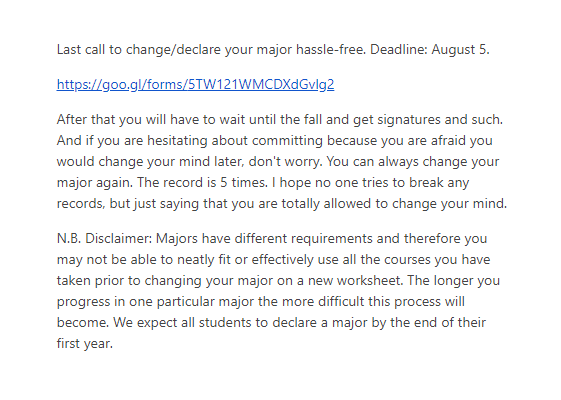 Last call to change/declare your major hassle-free. Deadline: August 5.
https://goo.gl/forms/5TW121WMCDXdGvlg2
After that you will have to wait until the fall and get signatures and such.
And if you are hesitating about committing because you are afraid you
would change your mind later, don't worry. You can always change your
major again. The record is 5 times. I hope no one tries to break any
records, but just saying that you are totally allowed to change your mind.
N.B. Disclaimer: Majors have different requirements and therefore you
may not be able to neatly fit or effectively use all the courses you have
taken prior to changing your major on a new worksheet. The longer you
progress in one particular major the more difficult this process will
become. We expect all students to declare a major by the end of their
first year.